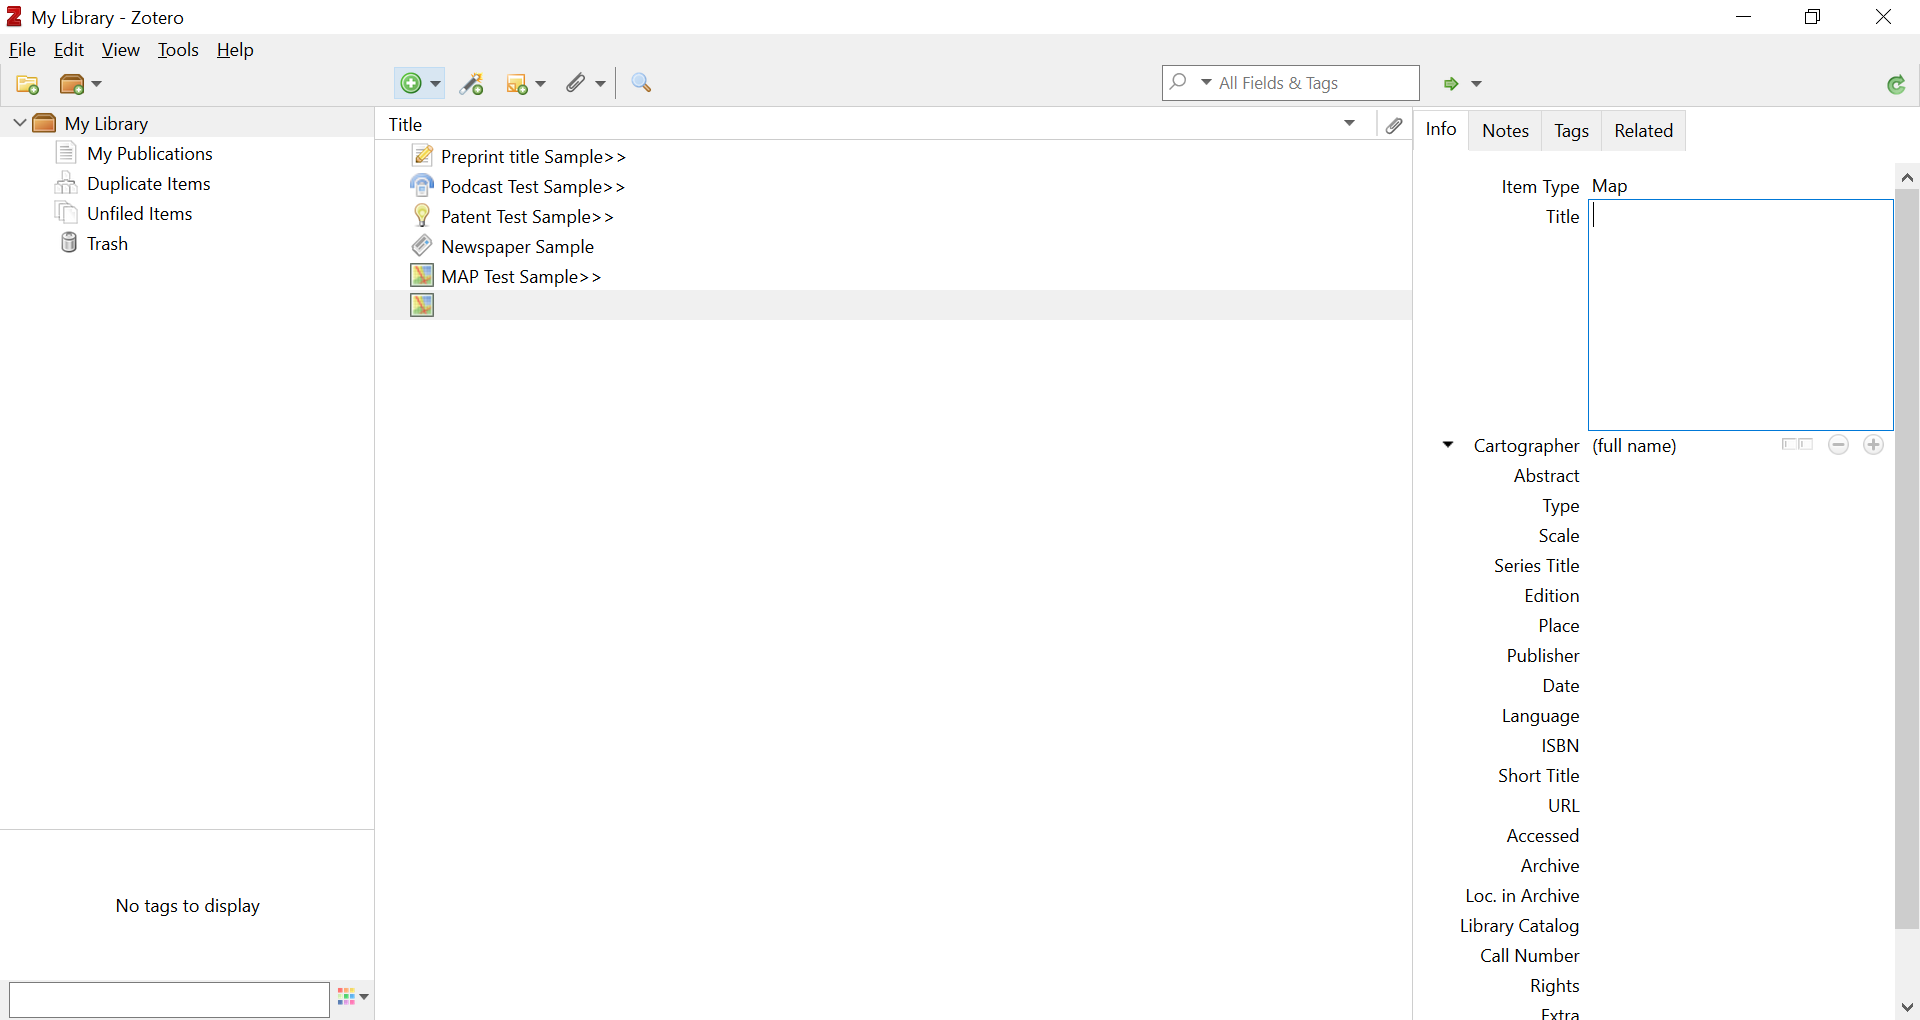 My Library - Zotero
File Edit View Tools Help
All Fields & Tags
My Library
My Publications
Duplicate Items
Unfiled Items
Trash
No tags to display
Title
Preprint title Sample>>
Podcast Test Sample>>
Patent Test Sample>>
Newspaper Sample
MAP Test Sample>>
Info Notes Tags Related
Item Type Map
Title
Cartographer (full name)
Abstract
Type
Scale
Series Title
Edition
Place
Publisher
Date
Language
ISBN
Short Title
URL
Accessed
Archive
Loc. in Archive
Library Catalog
Call Number
Rights
Extra